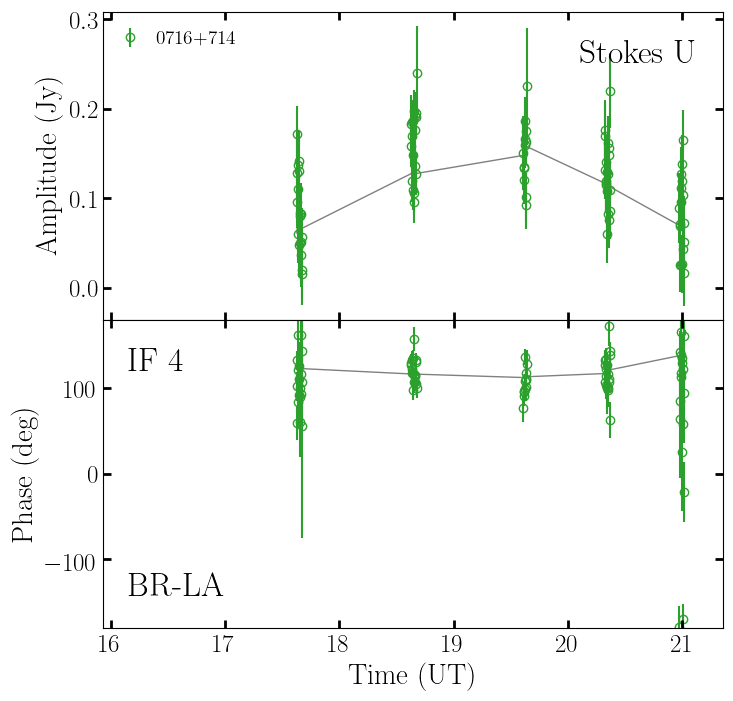 0716+714
Stokes U
Amplitude (Jy)
0.3
0.2
0.1
0.0
IF 4
Phase (deg)
100
0
−100
BR-LA
16 17 18 19 20 21
Time (UT)